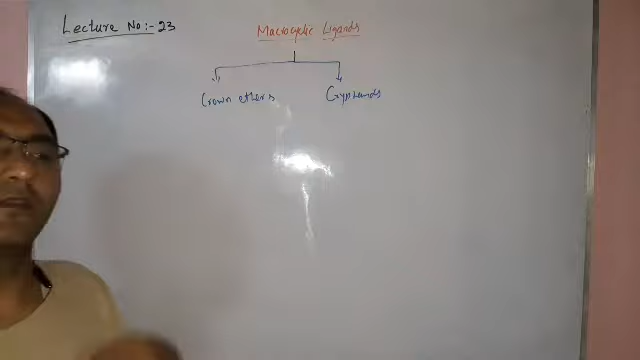 Lecture No:- 23
Macrocyclic Ligands
Crown ethers
Cryptands